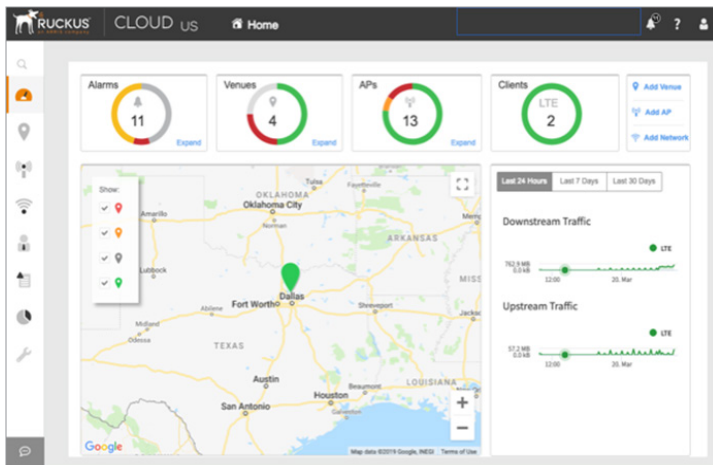 RUCKUS
CLOUD US
Home
11
?
Alarms
11
Expand
Venues
4
Expand
APs
13
Expand
Clients
LTE
2
Add Venue
Add AP
Add Network
Show:
Tulsa
Fayetteville
OKLAHOMA
Oklahoma City
Norman
Amarillo
ARKANSAS
Lubbock
MISS
Dallas
Fort Worth
Abilene
Shreveport
Midland
Odessa
TEXAS
Austin
LOUISIANA
Beaumont
San Antonio
Houston
Galveston
Google
Map data ©2019 Google, INEGI
Terms of Use
Last 24 Hours
Last 7 Days
Last 30 Days
Downstream Traffic
LTE
762.9 MB
0.0 kB
12:00
20. Mar
Upstream Traffic
LTE
57.2 MB
0.0 kB
12:00
20. Mar